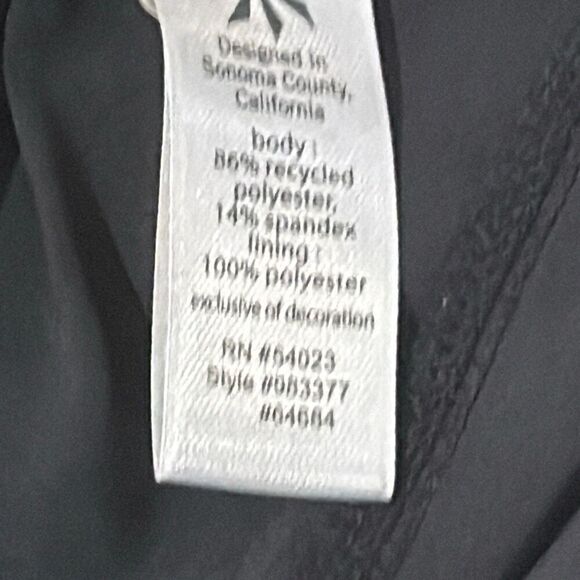 Designed in
Sonoma County,
California
body:
86% recycled
polyester,
14% spandex
lining:
100% polyester
exclusive of decoration
RN #54023
Style #083377
#64684